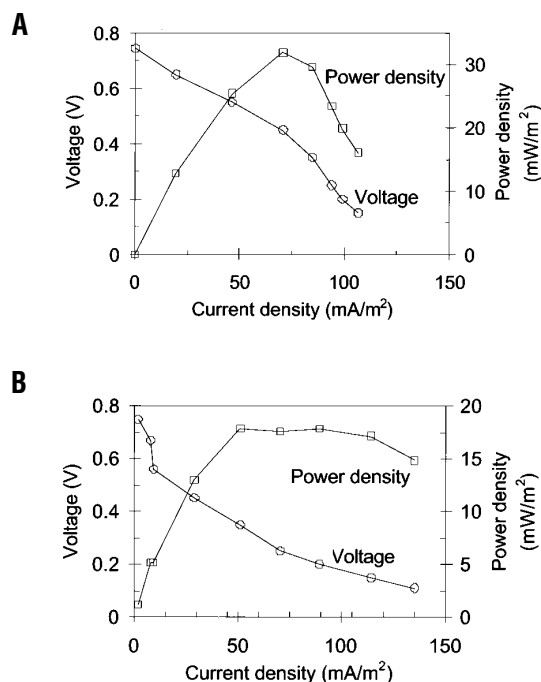 A
0.8
0.6
0.4
0.2
0
Voltage (V)
Power density
Voltage
30
20
10
0
Power density
(mW/m²)
0
50
100
150
Current density (mA/m²)
B
0.8
0.6
0.4
0.2
0
Voltage (V)
Power density
Voltage
20
15
10
5
0
Power density
(mW/m²)
0
50
100
150
Current density (mA/m²)